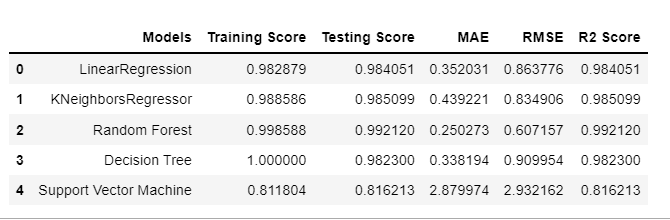 Models Training Score Testing Score MAE RMSE R2 Score
0 LinearRegression 0.982879 0.984051 0.352031 0.863776 0.984051
1 KNeighborsRegressor 0.988586 0.985099 0.439221 0.834906 0.985099
2 Random Forest 0.998588 0.992120 0.250273 0.607157 0.992120
3 Decision Tree 1.000000 0.982300 0.338194 0.909954 0.982300
4 Support Vector Machine 0.811804 0.816213 2.879974 2.932162 0.816213